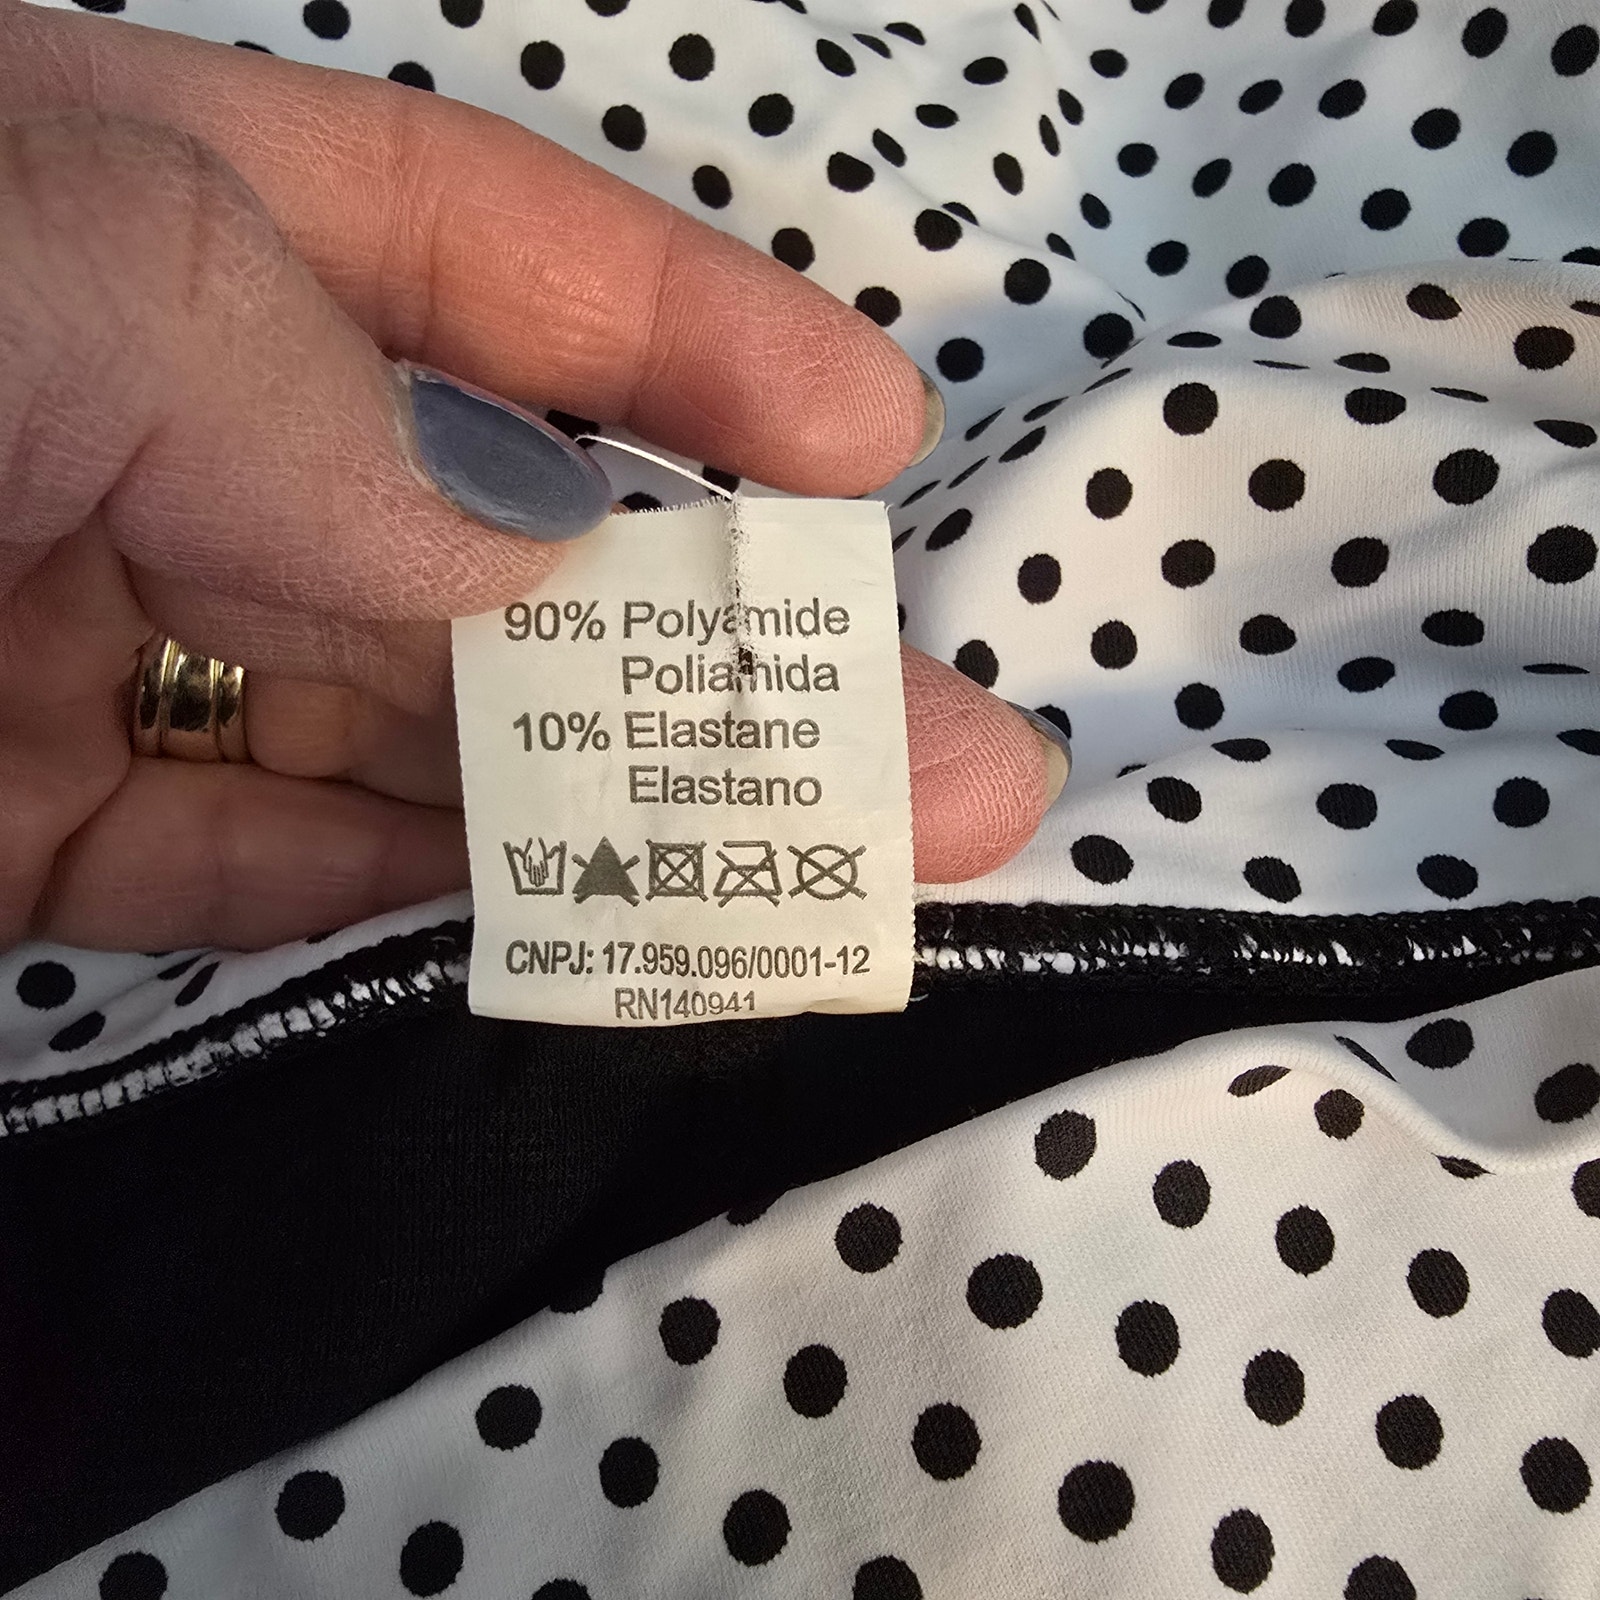 90% Polyamide
Poliamida
10% Elastane
Elastano
CNPJ: 17.959.096/0001-12
RN140941